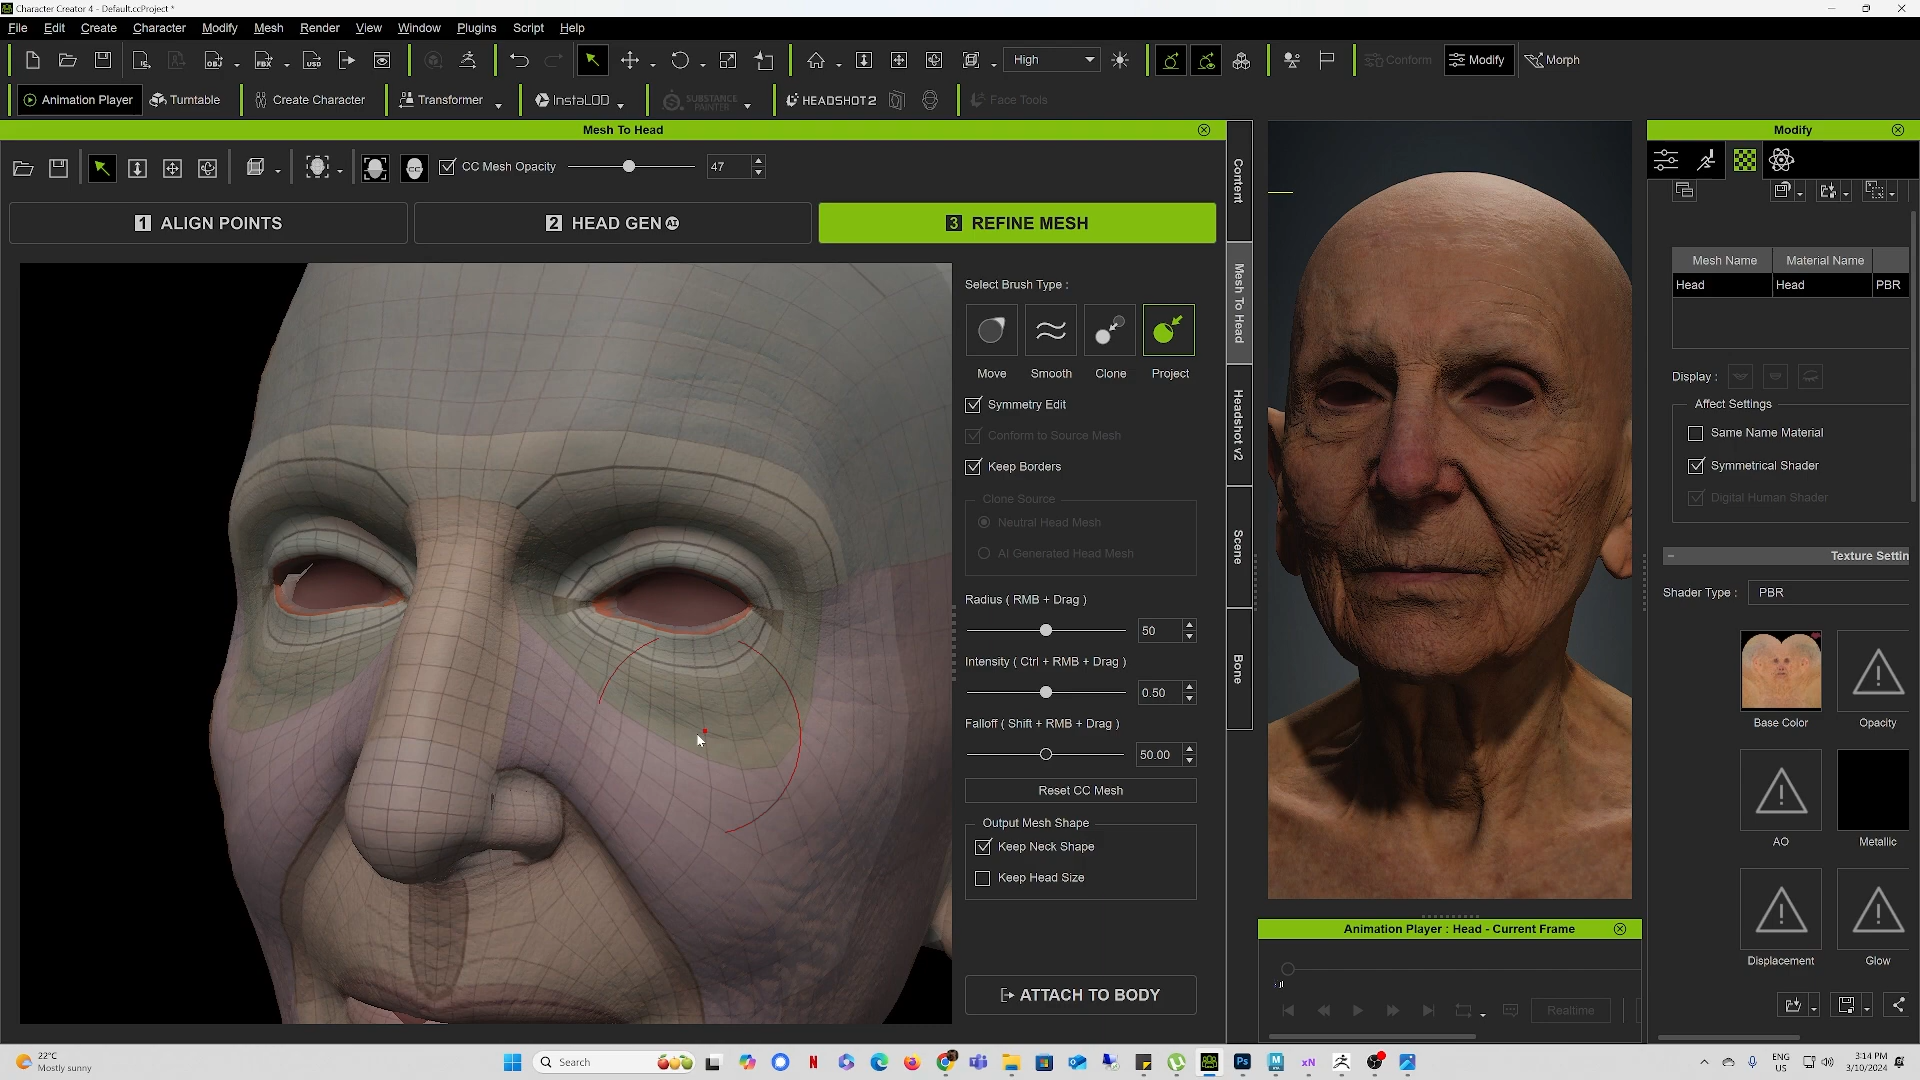 Character Creator 4 - Default.ccProject *
File Edit Create Character Modify Mesh Render View Window Plugins Script Help
High
Conform
Modify
Morph
Animation Player
Turntable
Create Character
Transformer
InstaLOD
SUBSTANCE PAINTER
HEADSHOT 2
Face Tools
Mesh To Head
Modify
CC Mesh Opacity
47
1 ALIGN POINTS
2 HEAD GEN AI
3 REFINE MESH
Content
Mesh To Head
Headshot v2
Scene
Bone
Select Brush Type :
Move Smooth Clone Project
Symmetry Edit
Conform to Source Mesh
Keep Borders
Clone Source
Neutral Head Mesh
AI Generated Head Mesh
Radius ( RMB + Drag )
50
Intensity ( Ctrl + RMB + Drag )
0.50
Falloff ( Shift + RMB + Drag )
50.00
Reset CC Mesh
Output Mesh Shape
Keep Neck Shape
Keep Head Size
ATTACH TO BODY
Mesh Name Material Name
Head Head PBR
Display :
Affect Settings
Same Name Material
Symmetrical Shader
Digital Human Shader
Texture Settin
Shader Type : PBR
Base Color Opacity
AO Metallic
Displacement Glow
Animation Player : Head - Current Frame
Realtime
22°C
Mostly sunny
Search
ENG
US
3:14 PM
3/10/2024